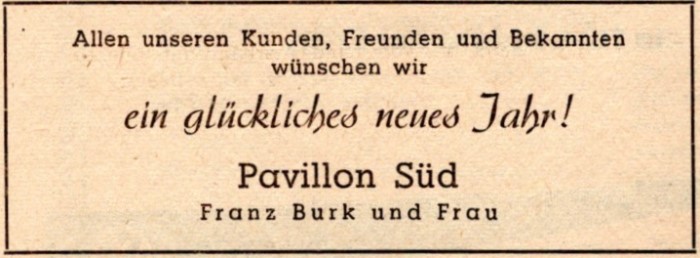 Allen unseren Kunden, Freunden und Bekannten
wünschen wir
ein glückliches neues Jahr!
Pavillon Süd
Franz Burk und Frau